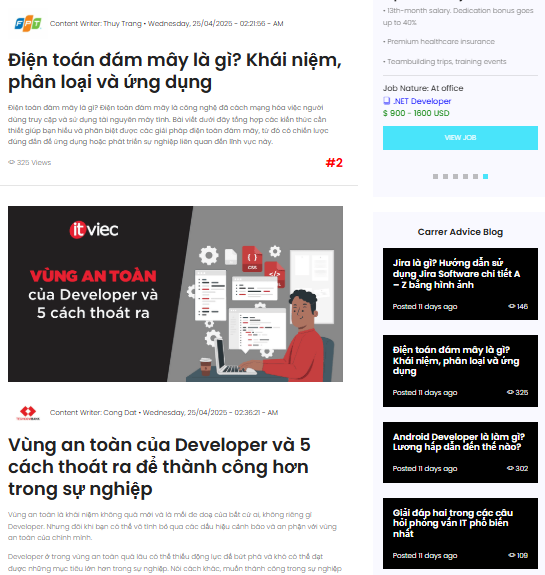 FPT
Content Writer: Thuy Trang • Wednesday, 25/04/2025 - 02:21:56 - AM
Điện toán đám mây là gì? Khái niệm,
phân loại và ứng dụng
Điện toán đám mây là gì? Điện toán đám mây là công nghệ đã cách mạng hóa việc người
dùng truy cập và sử dụng tài nguyên máy tính. Bài viết dưới đây tổng hợp các kiến thức cần
thiết giúp bạn hiểu và phân biệt được các giải pháp điện toán đám mây, từ đó có chiến lược
đúng đắn để ứng dụng hoặc phát triển sự nghiệp liên quan đến lĩnh vực này.
325 Views
#2
it viec
VÙNG AN TOÀN
của Developer và
5 cách thoát ra
CSS
</>
Content Writer: Cong Dat • Wednesday, 25/04/2025 - 02:36:21 - AM
Vùng an toàn của Developer và 5
cách thoát ra để thành công hơn
trong sự nghiệp
Vùng an toàn là khái niệm không quá mới và là mối đe doạ của bất cứ ai, không riêng gì
Developer. Nhưng đôi khi bạn có thể vô tình bỏ qua các dấu hiệu cảnh báo và an phận với vùng
an toàn của chính mình.
Developer ở trong vùng an toàn quá lâu có thể thiếu động lực để bứt phá và khó có thể đạt
được những mục tiêu lớn hơn trong sự nghiệp. Nói cách khác, muốn thành công trong sự nghiệp
• 13th-month salary. Dedication bonus goes
up to 40%.
• Premium healthcare insurance
• Teambuilding trips, training events
Job Nature: At office
.NET Developer
$ 900 - 1600 USD
VIEW JOB
Carrer Advice Blog
Jira là gì? Hướng dẫn sử
dụng Jira Software chi tiết A
– Z bằng hình ảnh
Posted 11 days ago
146
Điện toán đám mây là gì?
Khái niệm, phân loại và ứng
dụng
Posted 11 days ago
325
Android Developer là làm gì?
Lương hấp dẫn đến thế nào?
Posted 11 days ago
302
Giải đáp hai trong các câu
hỏi phỏng vấn IT phổ biến
nhất
Posted 11 days ago
109